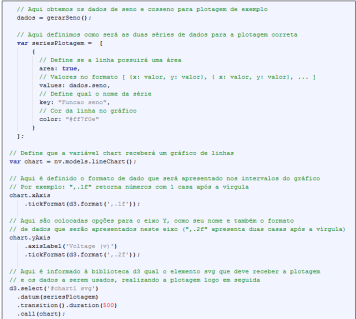 // Aqui obtemos os dados de seno e cosseno para plotagem de exemplo
dados = gerarSeno();
// Aqui definimos como será as duas séries de dados para a plotagem correta
var seriesPlotagem = [
{
// Define se a linha possuirá uma área
area: true,
// Valores no formato [ {x: valor, y: valor}, { x: valor, y: valor}, ... ]
values: dados.seno,
// Define qual o nome da série
key: "Funcao seno",
// Cor da linha no gráfico
color: "#ff7f0e"
}
];
// Define que a variável chart receberá um gráfico de linhas
var chart = nv.models.lineChart();
// Aqui é definido o formato de dado que será apresentado nos intervalos do gráfico
// Por exemplo: ",.1f" retorna números com 1 casa após a vírgula
chart.xAxis
.tickFormat(d3.format(',.1f'));
// Aqui são colocadas opções para o eixo Y, como seu nome e também o formato
// de dados que serão apresentados neste eixo (",.2f" apresenta duas casas após a vírgula)
chart.yAxis
.axisLabel('Voltage (v)')
.tickFormat(d3.format(',.2f'));
// Aqui é informado à biblioteca d3 qual o elemento svg que deve receber a plotagem
// e os dados a serem usados, realizando a plotagem logo em seguida
d3.select('#chart1 svg')
.datum(seriesPlotagem)
.transition().duration(500)
.call(chart);